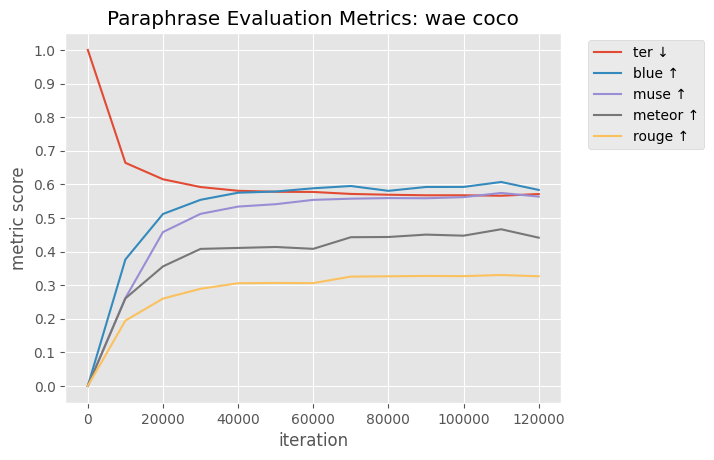 Paraphrase Evaluation Metrics: wae coco
ter ↓
blue ↑
muse ↑
meteor ↑
rouge ↑
1.0
0.9
0.8
0.7
0.6
0.5
0.4
0.3
0.2
0.1
0.0
metric score
0 20000 40000 60000 80000 100000 120000
iteration